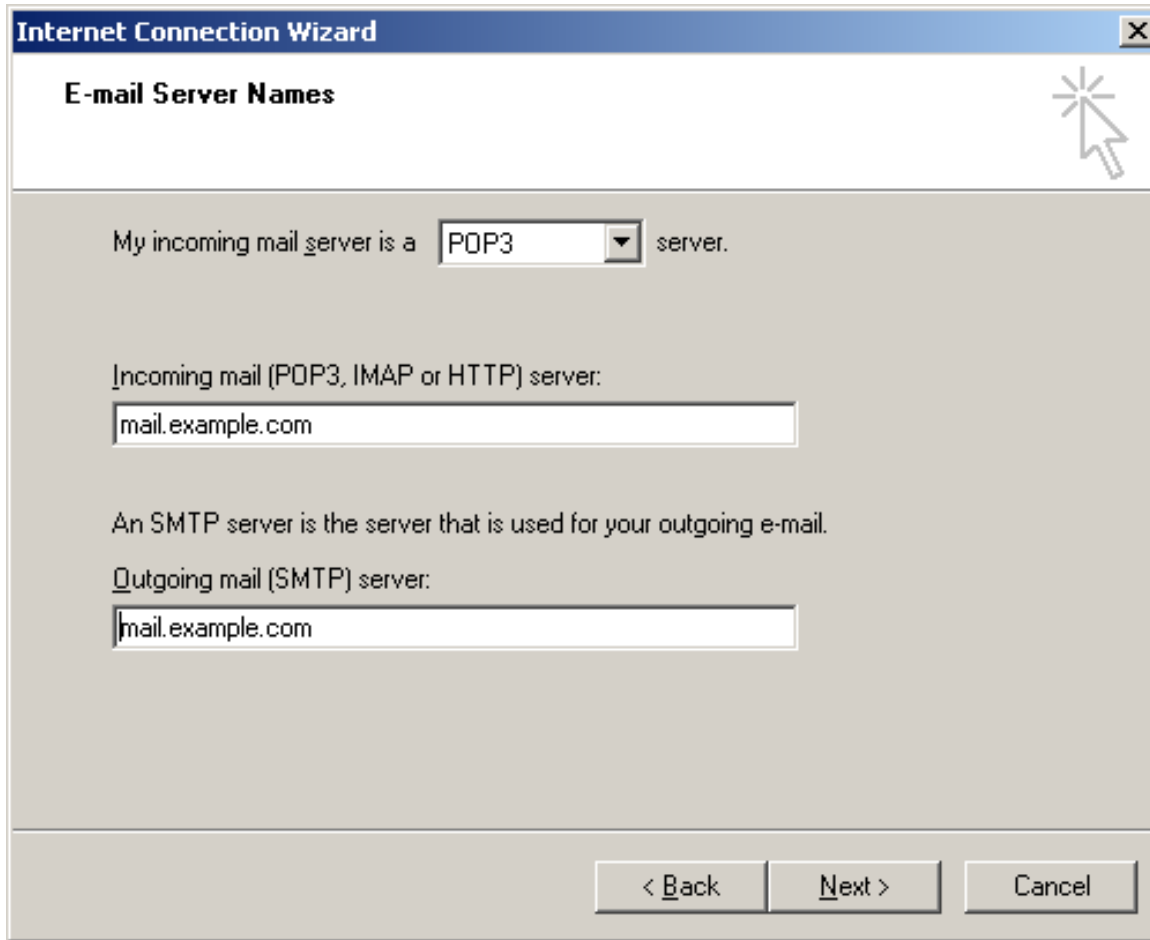 Internet Connection Wizard
E-mail Server Names
My incoming mail server is a POP3 server.
Incoming mail (POP3, IMAP or HTTP) server:
mail.example.com
An SMTP server is the server that is used for your outgoing e-mail.
Outgoing mail (SMTP) server:
mail.example.com
< Back Next > Cancel